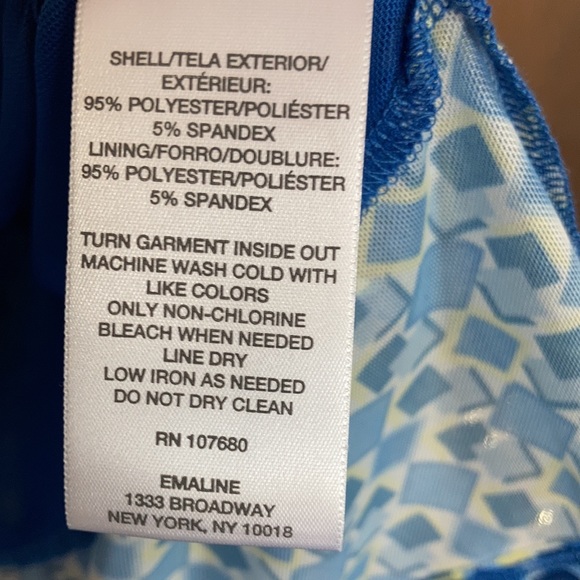 SHELL/TELA EXTERIOR/
EXTÉRIEUR:
95% POLYESTER/POLIÉSTER
5% SPANDEX
LINING/FORRO/DOUBLURE:
95% POLYESTER/POLIÉSTER
5% SPANDEX
TURN GARMENT INSIDE OUT
MACHINE WASH COLD WITH
LIKE COLORS
ONLY NON-CHLORINE
BLEACH WHEN NEEDED
LINE DRY
LOW IRON AS NEEDED
DO NOT DRY CLEAN
RN 107680
EMALINE
1333 BROADWAY
NEW YORK, NY 10018